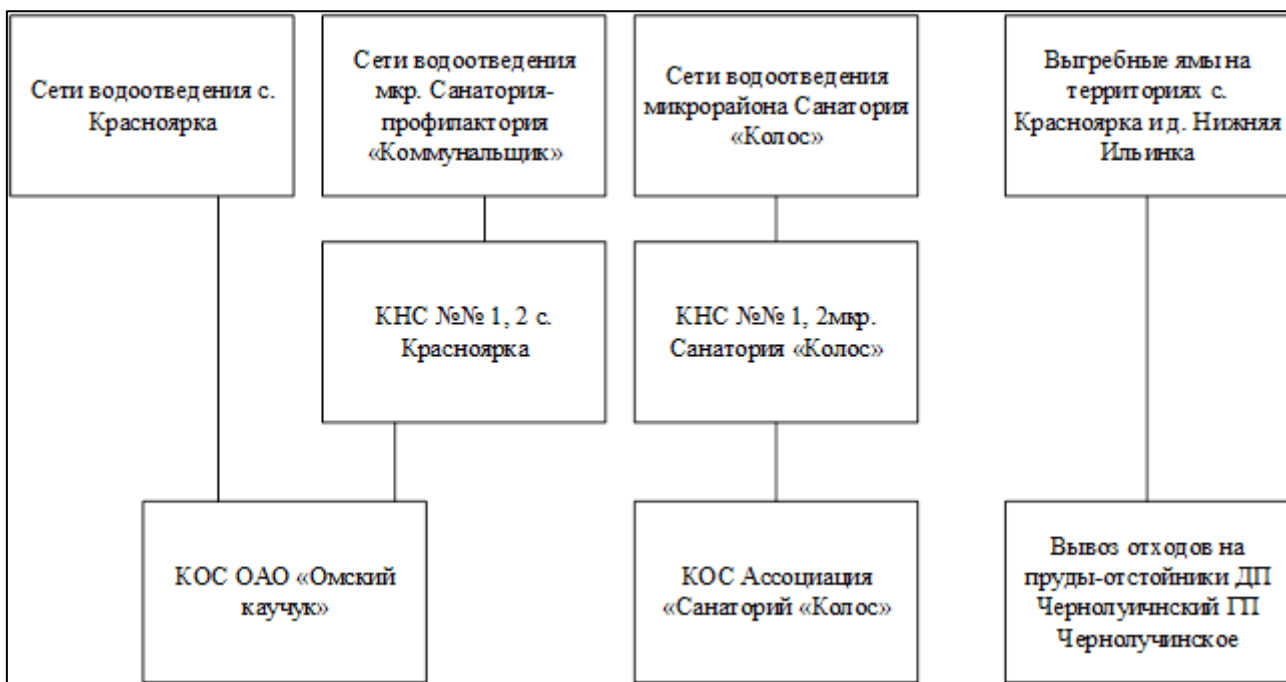 Сети водоотведения с.
Красноярка
Сети водоотведения
мкр. Санатория-
профилактория
«Коммунальщик»
Сети водоотведения
микрорайона Санатория
«Колос»
Выгребные ямы на
территориях с.
Красноярка и д. Нижняя
Ильинка
КНС №№ 1, 2 с.
Красноярка
КНС №№ 1, 2мкр.
Санатория «Колос»
КОС ОАО «Омский
каучук»
КОС Ассоциация
«Санаторий «Колос»
Вывоз отходов на
пруды-отстойники ДП
Чернолуичнский ГП
Чернолучинское